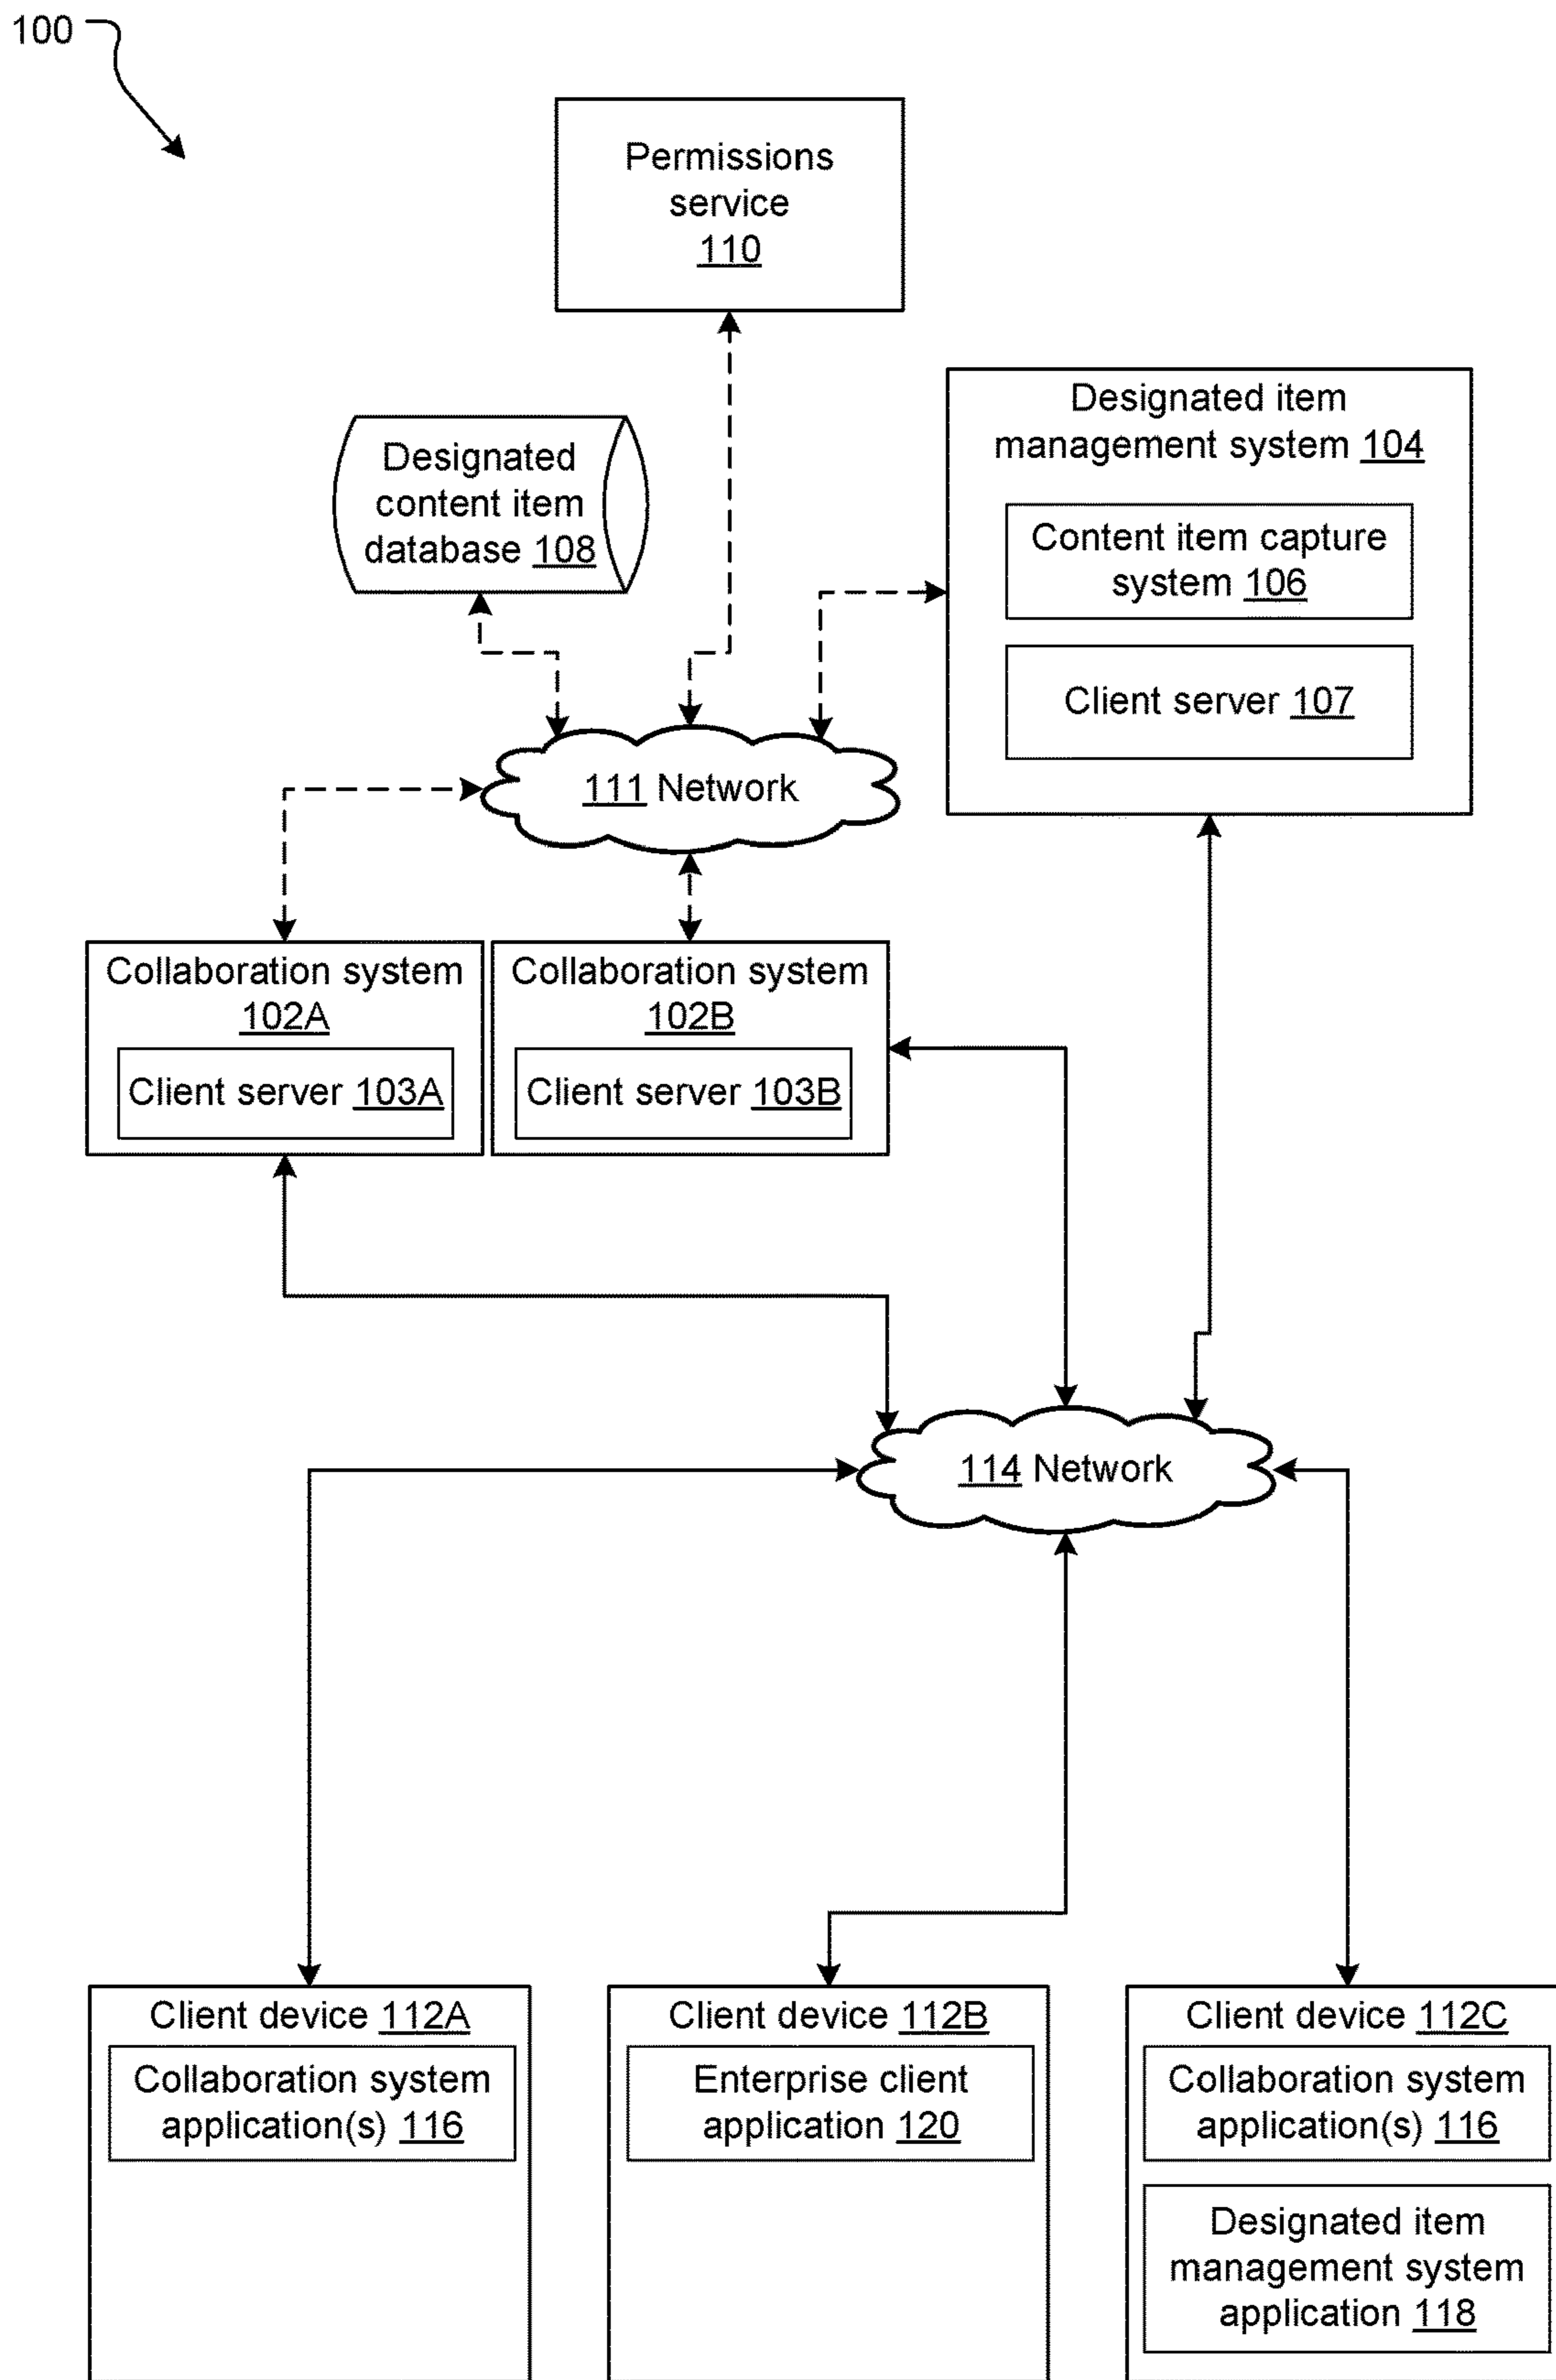 100
Permissions
service
110
Designated item
management system 104
Content item capture
system 106
Client server 107
Designated
content item
database 108
111 Network
Collaboration system
102A
Client server 103A
Collaboration system
102B
Client server 103B
114 Network
Client device 112A
Collaboration system
application(s) 116
Client device 112B
Enterprise client
application 120
Client device 112C
Collaboration system
application(s) 116
Designated item
management system
application 118